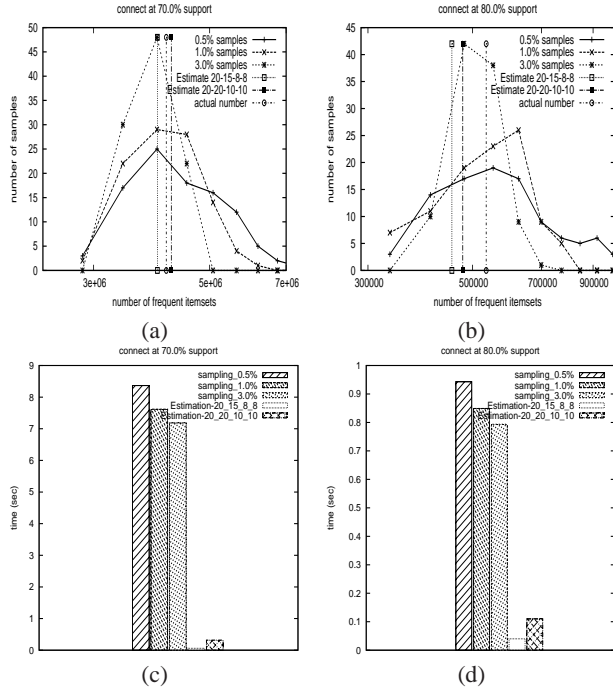 connect at 70.0% support
number of samples
50
45
40
35
30
25
20
15
10
5
0
3e+06
5e+06
7e+06
number of frequent itemsets
0.5% samples
1.0% samples
3.0% samples
Estimate 20-15-8-8
Estimate 20-20-10-10
actual number
(a)
connect at 80.0% support
number of samples
45
40
35
30
25
20
15
10
5
0
300000
500000
700000
900000
number of frequent itemsets
0.5% samples
1.0% samples
3.0% samples
Estimate 20-15-8-8
Estimate 20-20-10-10
actual number
(b)
connect at 70.0% support
time (sec)
9
8
7
6
5
4
3
2
1
0
sampling_0.5%
sampling_1.0%
sampling_3.0%
Estimation-20_15_8_8
Estimation-20_20_10_10
(c)
connect at 80.0% support
time (sec)
1
0.9
0.8
0.7
0.6
0.5
0.4
0.3
0.2
0.1
0
sampling_0.5%
sampling_1.0%
sampling_3.0%
Estimation-20_15_8_8
Estimation-20_20_10_10
(d)